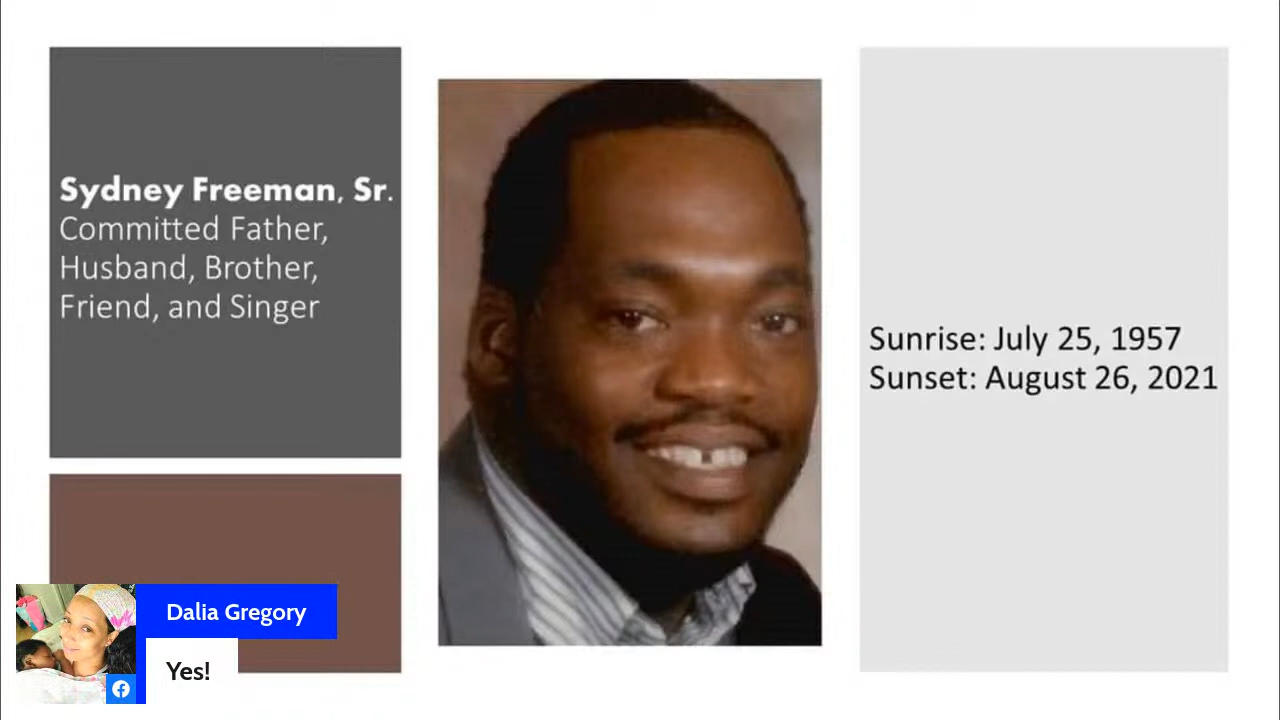 Sydney Freeman, Sr.
Committed Father,
Husband, Brother,
Friend, and Singer
Sunrise: July 25, 1957
Sunset: August 26, 2021
Dalia Gregory
Yes!